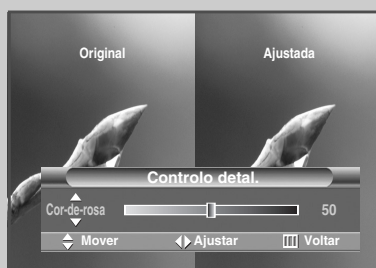 Original Ajustada
Controlo detal.
Cor-de-rosa 50
Mover Ajustar Voltar